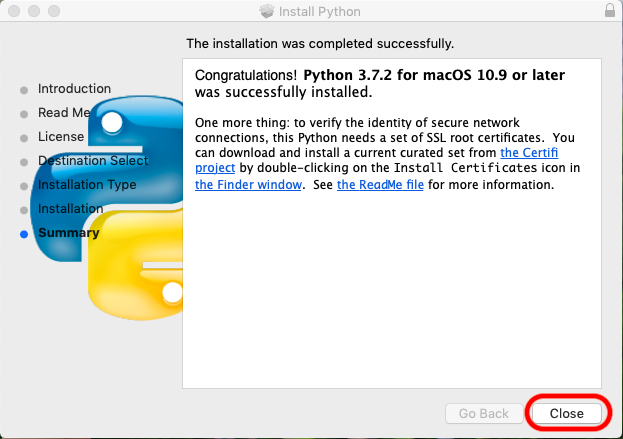 Install Python
The installation was completed successfully.
Introduction
Read Me
License
Destination Select
Installation Type
Installation
Summary
Congratulations! Python 3.7.2 for macOS 10.9 or later
was successfully installed.
One more thing: to verify the identity of secure network
connections, this Python needs a set of SSL root certificates.  You
can download and install a current curated set from the Certifi
project by double-clicking on the Install Certificates icon in
the Finder window.  See the ReadMe file for more information.
Go Back
Close